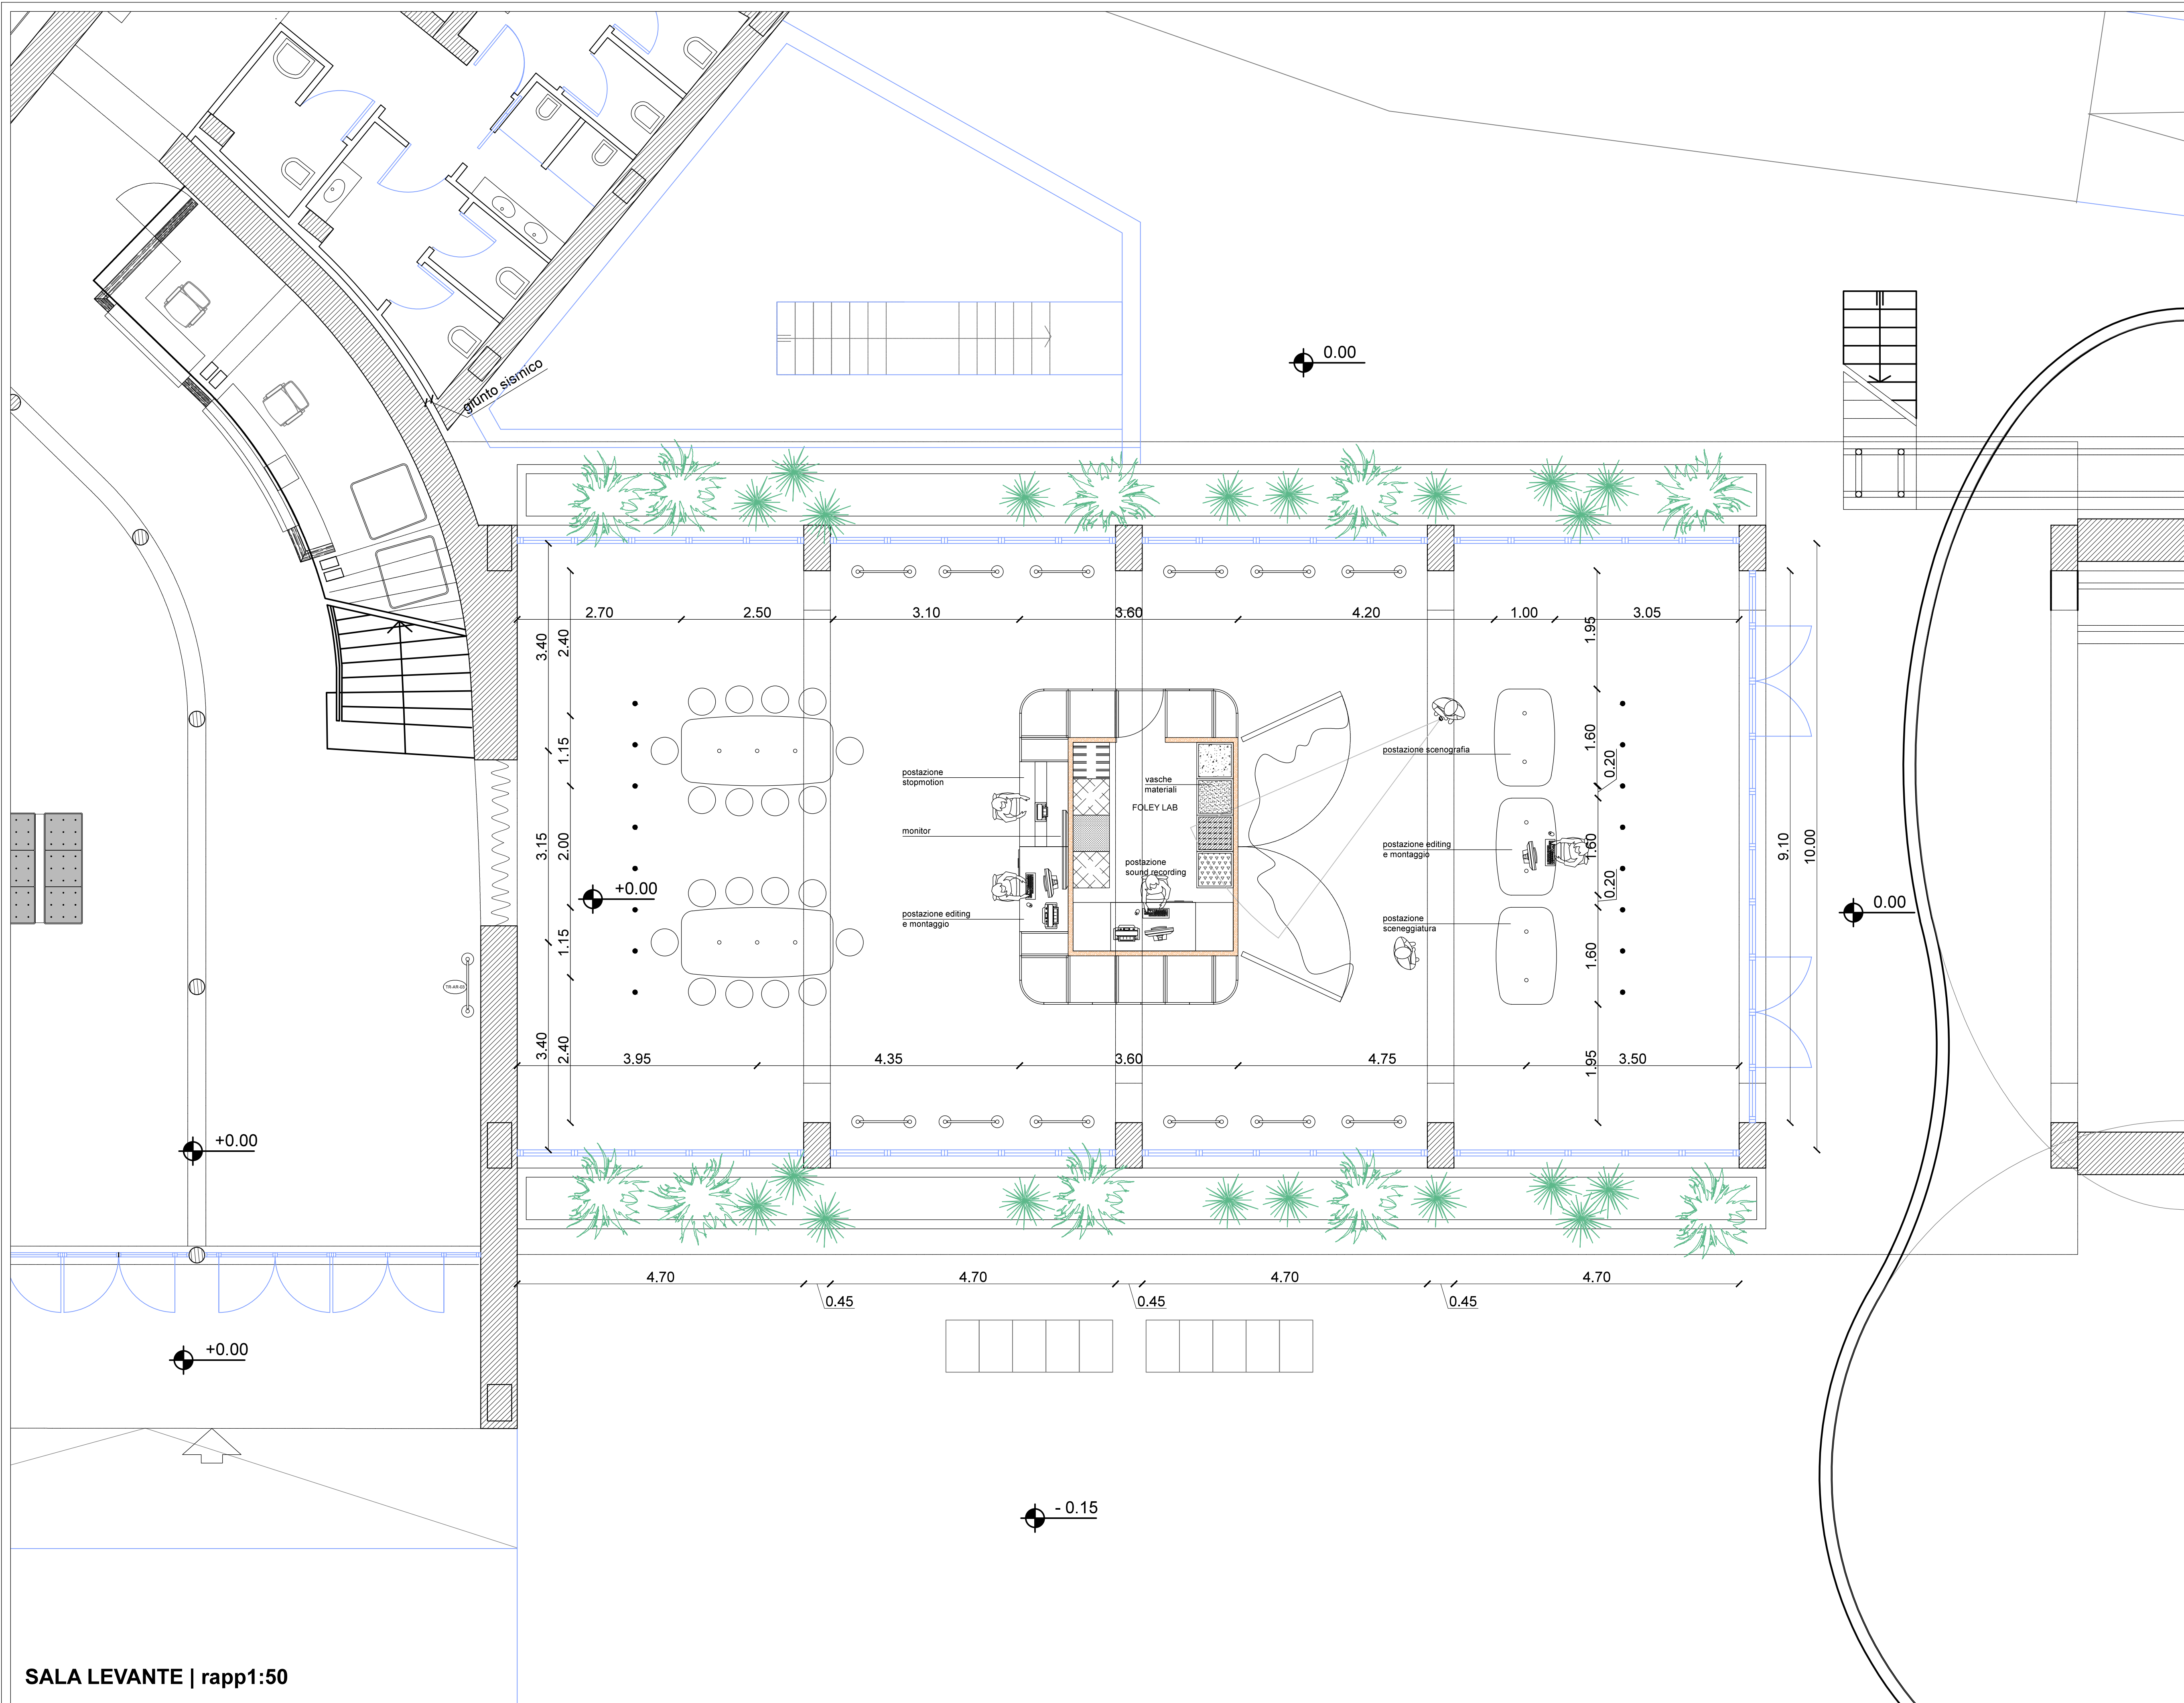 0.00
giunto sismico
2.70
2.50
3.10
3.60
4.20
1.00
3.05
3.40
2.40
1.95
1.15
1.60
0.20
postazione scenografia
postazione
stopmotion
vasche
materiali
FOLEY LAB
monitor
3.15
2.00
1.60
9.10
10.00
postazione editing
e montaggio
postazione
sound recording
+0.00
0.20
0.00
postazione editing
e montaggio
postazione
sceneggiatura
1.15
1.60
TR-AR-03
3.40
2.40
3.95
4.35
3.60
4.75
1.95
3.50
+0.00
4.70
4.70
4.70
4.70
0.45
0.45
0.45
+0.00
- 0.15
SALA LEVANTE | rapp1:50